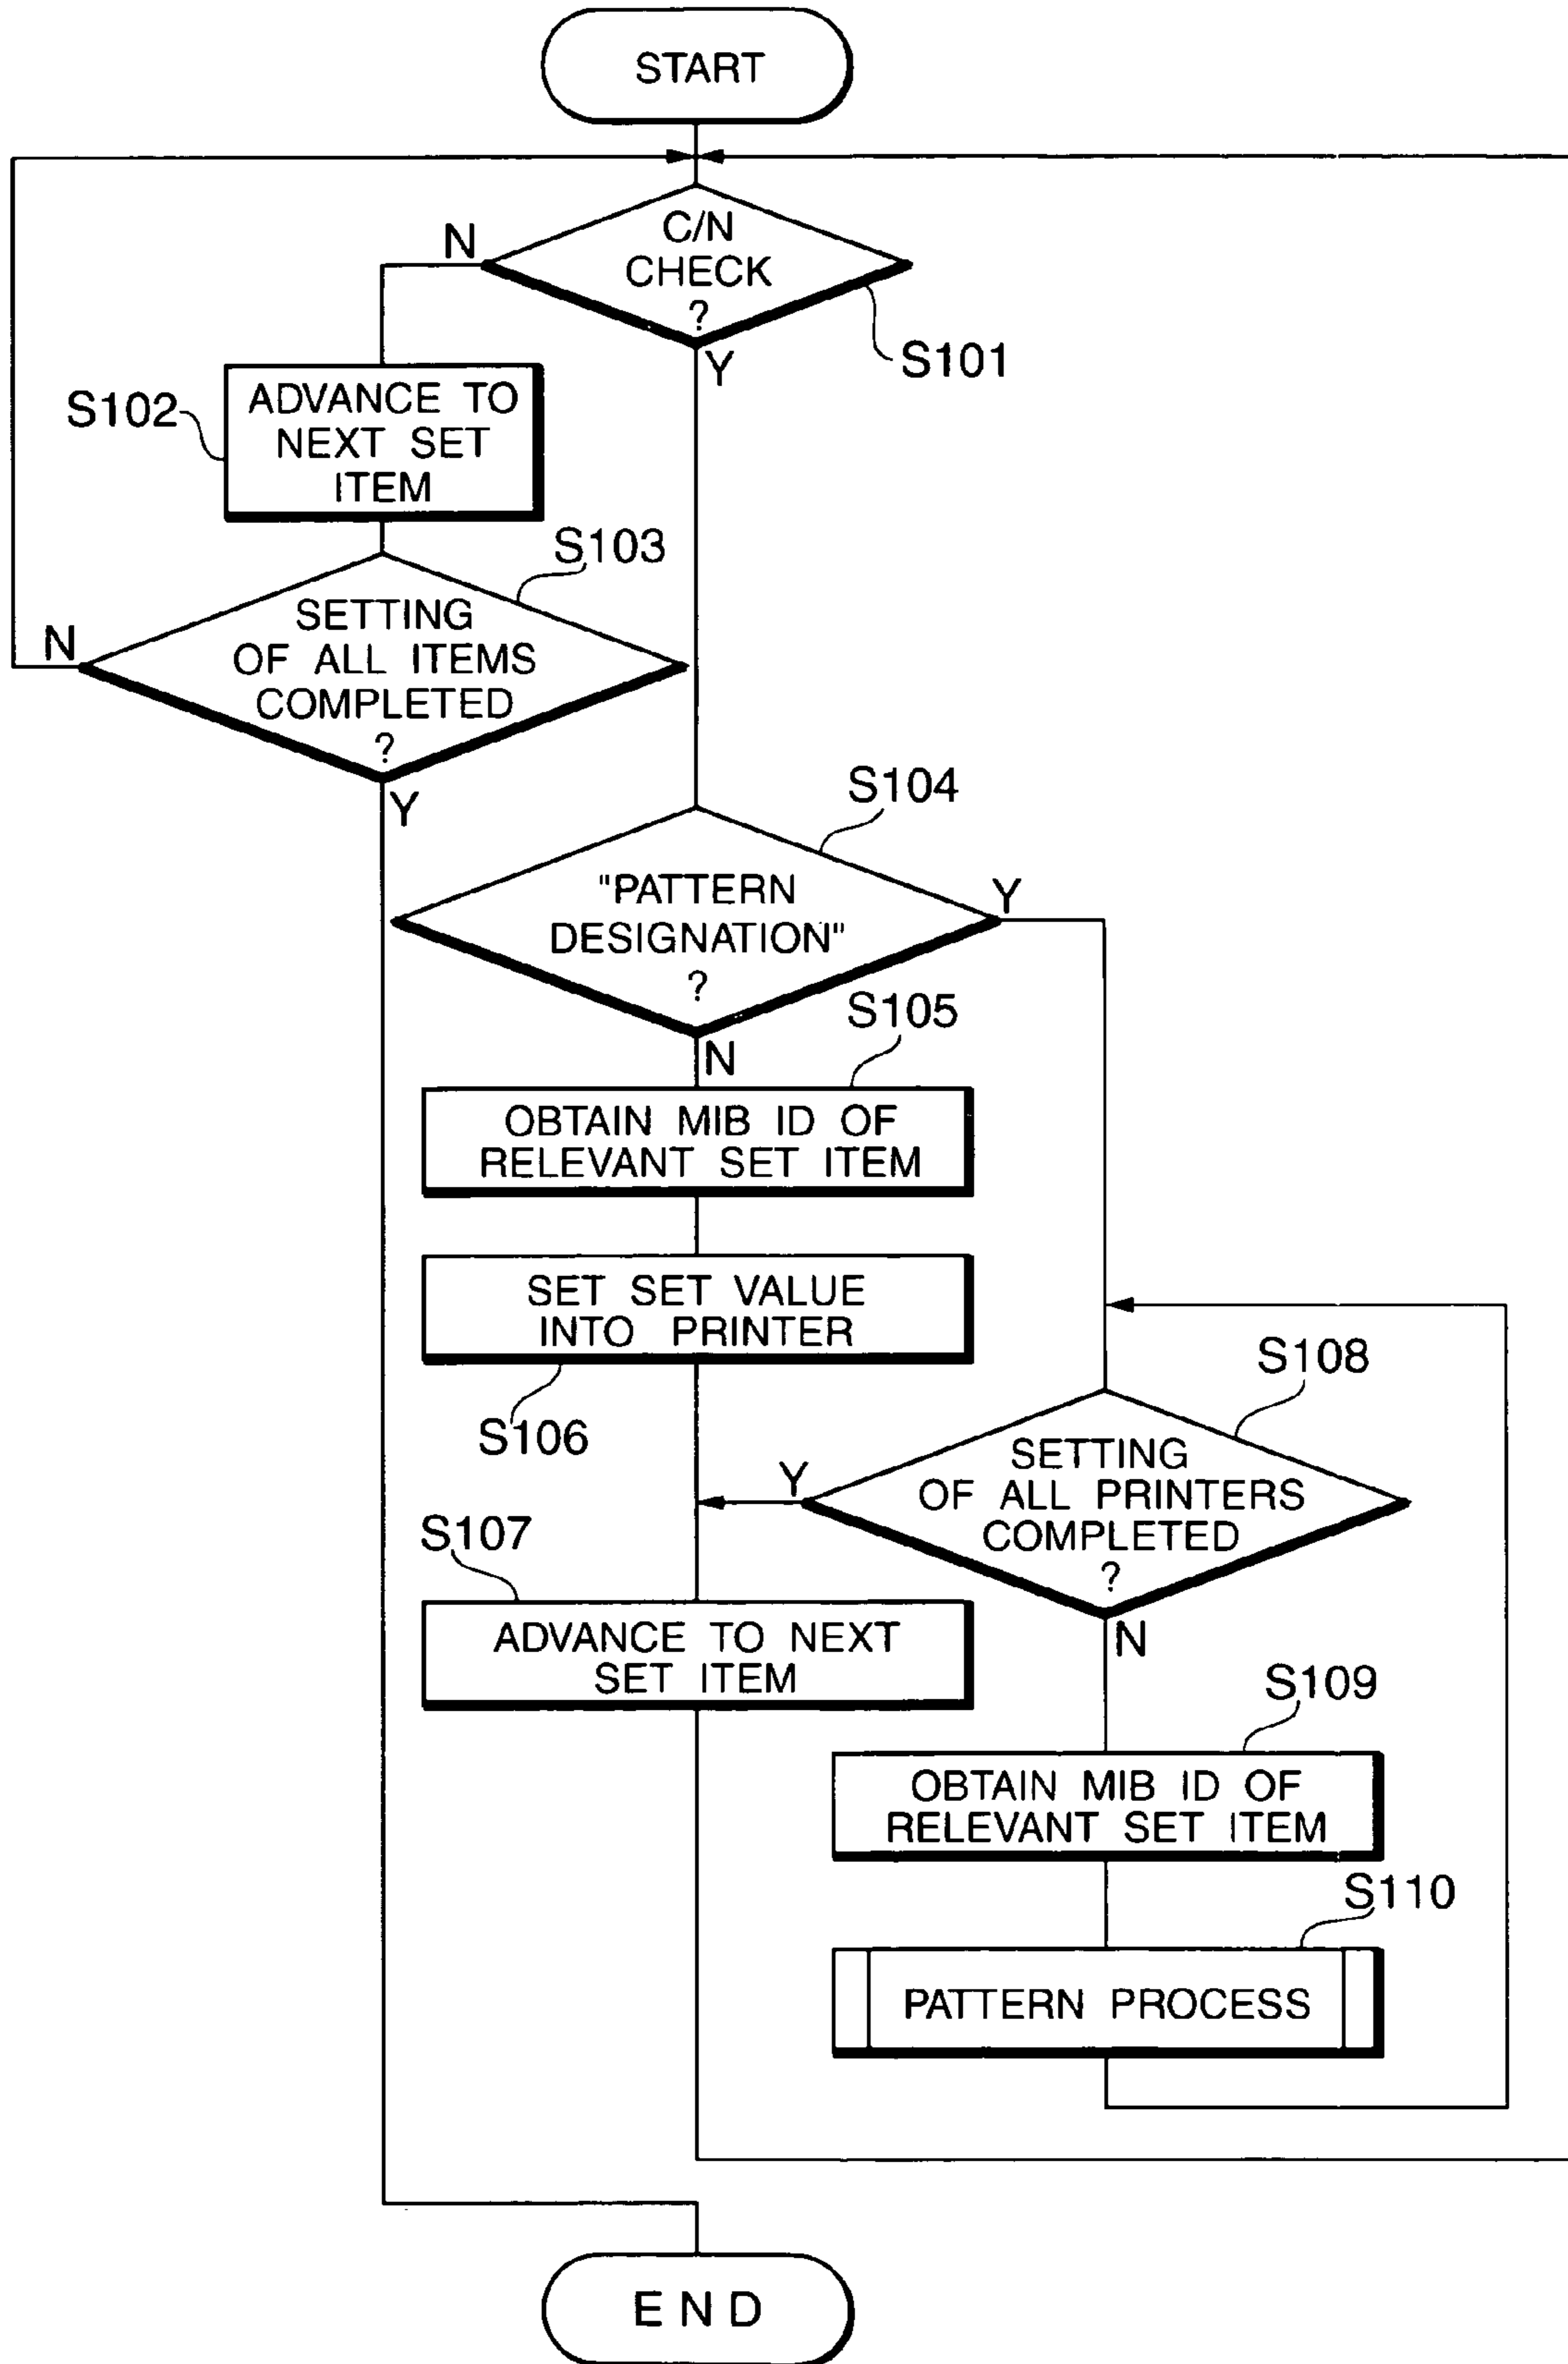 START
N
C/N
CHECK
?
S101
Y
S102
ADVANCE TO
NEXT SET
ITEM
S103
N
SETTING
OF ALL ITEMS
COMPLETED
?
Y
S104
"PATTERN
DESIGNATION"
?
Y
S105
N
OBTAIN MIB ID OF
RELEVANT SET ITEM
SET SET VALUE
INTO PRINTER
S106
S108
Y
SETTING
OF ALL PRINTERS
COMPLETED
?
N
S107
ADVANCE TO NEXT
SET ITEM
S109
OBTAIN MIB ID OF
RELEVANT SET ITEM
S110
PATTERN PROCESS
END